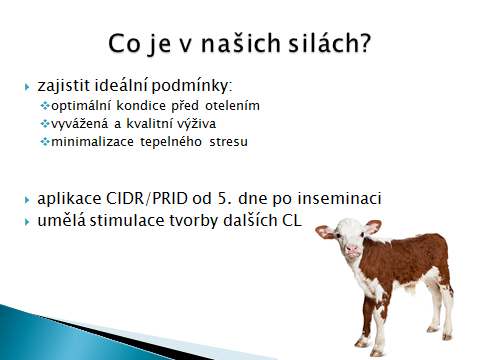 Co je v našich silách?
zajistit ideální podmínky:
optimální kondice před otelením
vyvážená a kvalitní výživa
minimalizace tepelného stresu
aplikace CIDR/PRID od 5. dne po inseminaci
umělá stimulace tvorby dalších CL